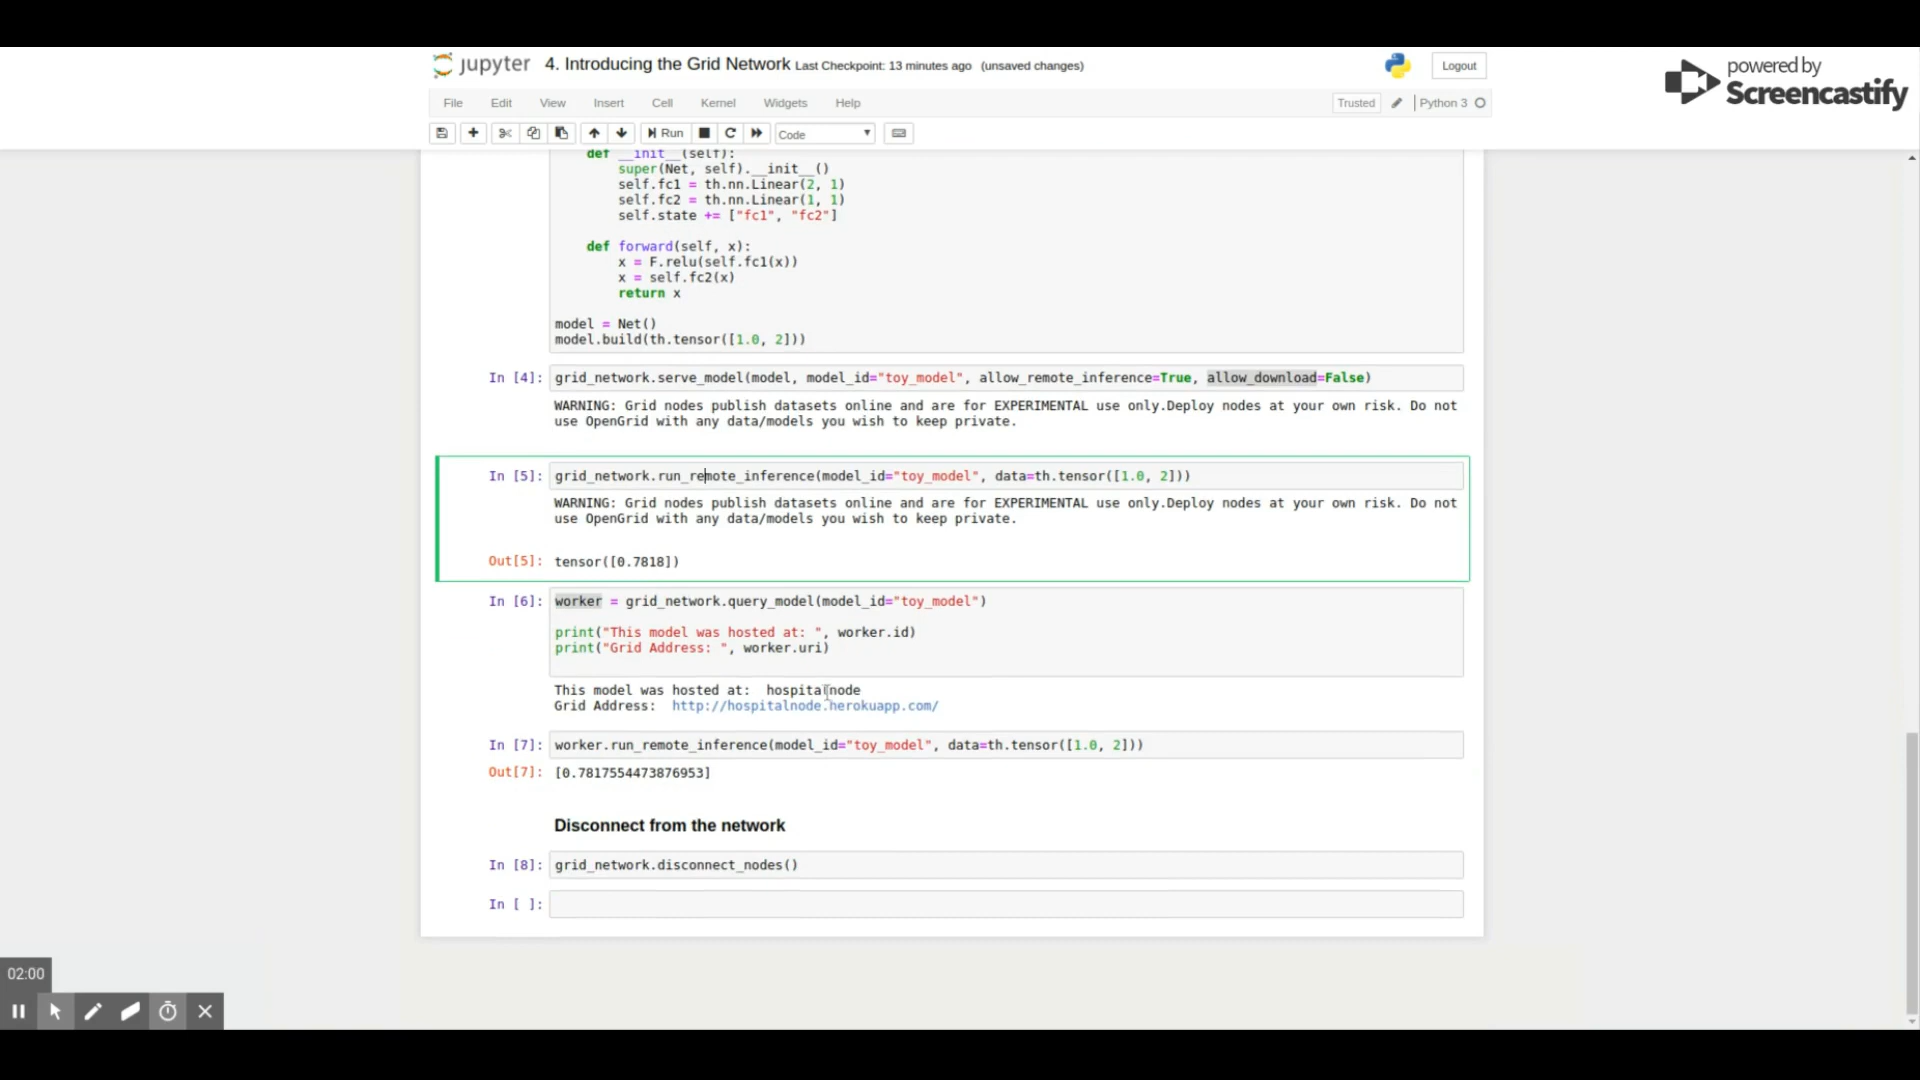 jupyter 4. Introducing the Grid Network Last Checkpoint: 13 minutes ago (unsaved changes) Logout
powered by
Screencastify
File Edit View Insert Cell Kernel Widgets Help Trusted Python 3
Run Code
def __init__(self):
super(Net, self).__init__()
self.fc1 = th.nn.Linear(2, 1)
self.fc2 = th.nn.Linear(1, 1)
self.state += ["fc1", "fc2"]
def forward(self, x):
x = F.relu(self.fc1(x))
x = self.fc2(x)
return x
model = Net()
model.build(th.tensor([1.0, 2]))
In [4]: grid_network.serve_model(model, model_id="toy_model", allow_remote_inference=True, allow_download=False)
WARNING: Grid nodes publish datasets online and are for EXPERIMENTAL use only.Deploy nodes at your own risk. Do not
use OpenGrid with any data/models you wish to keep private.
In [5]: grid_network.run_remote_inference(model_id="toy_model", data=th.tensor([1.0, 2]))
WARNING: Grid nodes publish datasets online and are for EXPERIMENTAL use only.Deploy nodes at your own risk. Do not
use OpenGrid with any data/models you wish to keep private.
Out[5]: tensor([0.7818])
In [6]: worker = grid_network.query_model(model_id="toy_model")
print("This model was hosted at: ", worker.id)
print("Grid Address: ", worker.uri)
This model was hosted at:  hospitalnode
Grid Address:  http://hospitalnode.herokuapp.com/
In [7]: worker.run_remote_inference(model_id="toy_model", data=th.tensor([1.0, 2]))
Out[7]: [0.7817554473876953]
Disconnect from the network
In [8]: grid_network.disconnect_nodes()
In [ ]:
02:00